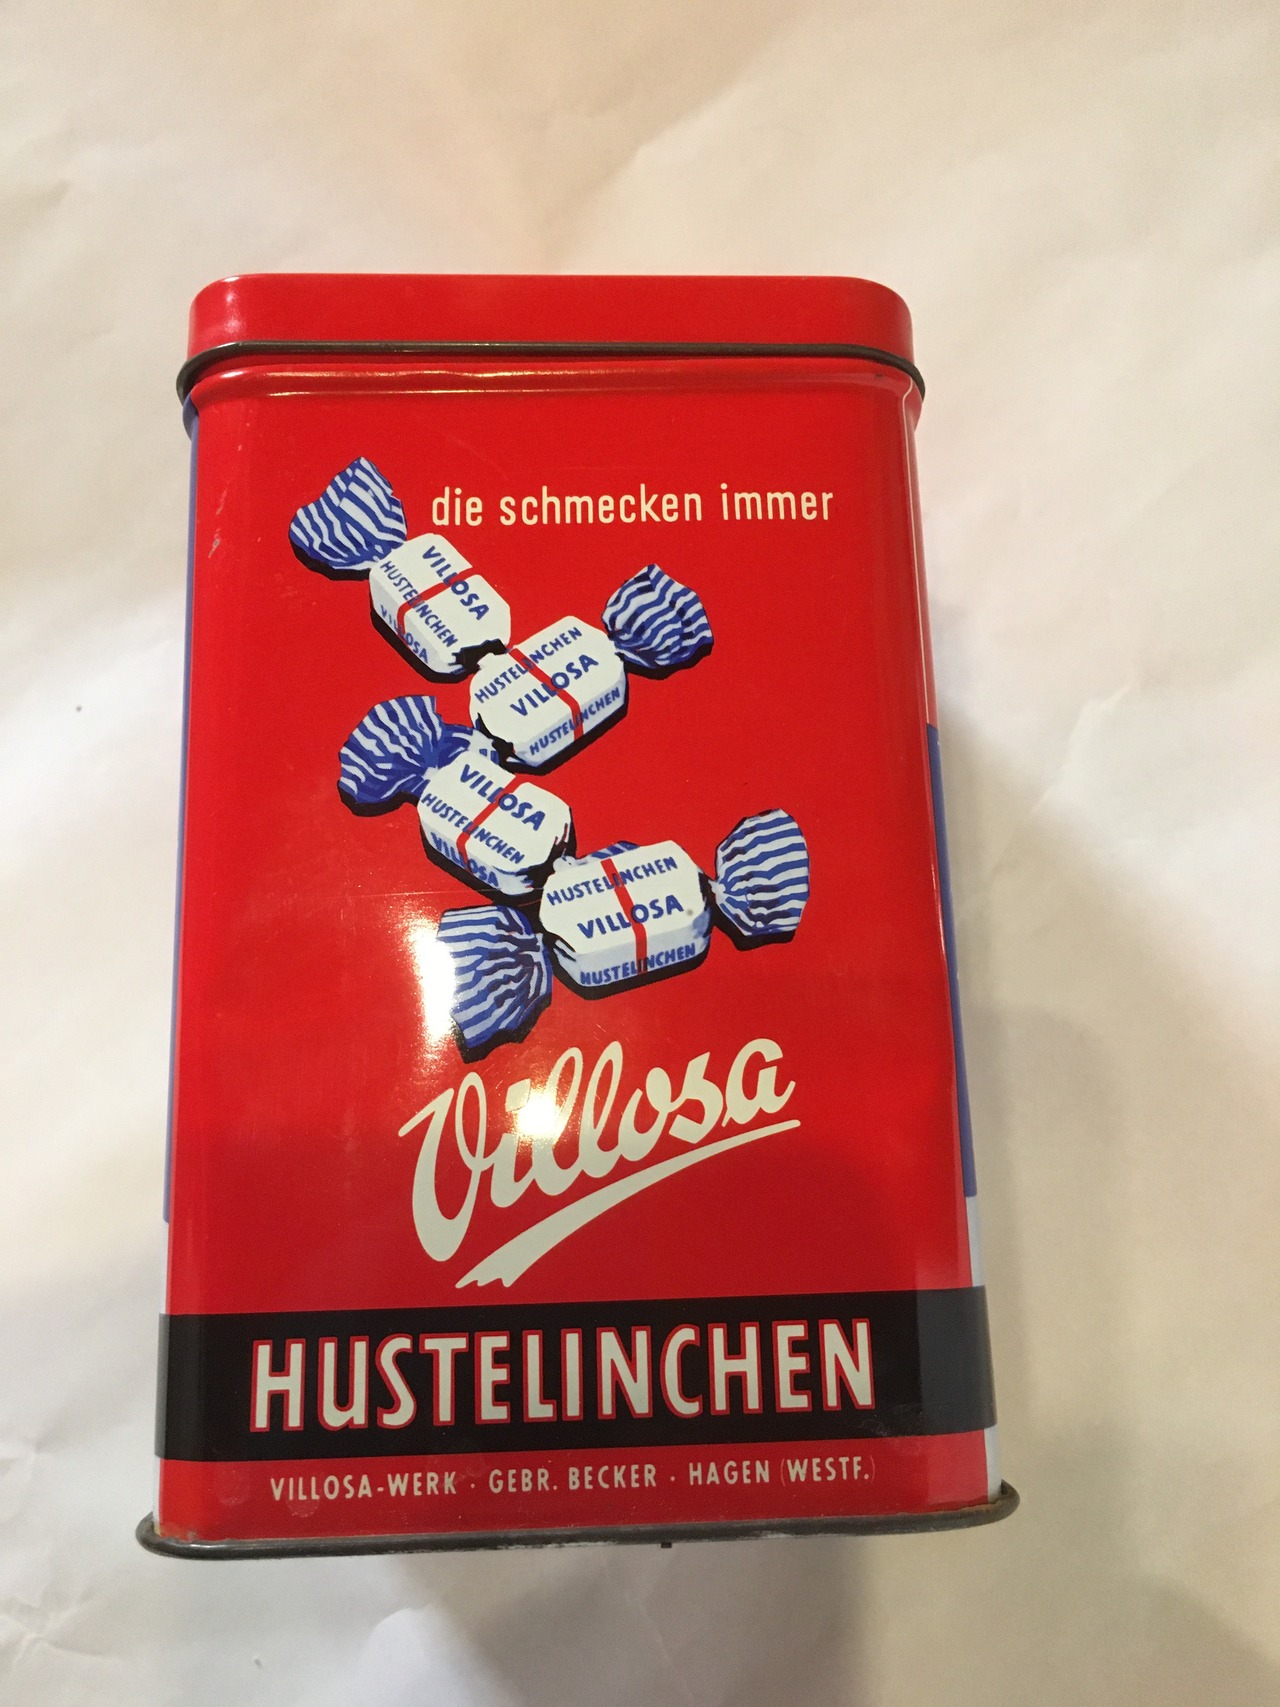 die schmecken immer
VILLOSA
HUSTELINCHEN
VILLOSA
HUSTELINCHEN
VILLOSA
HUSTELINCHEN
VILLOSA
HUSTELINCHEN
VILLOSA
HUSTELINCHEN
VILLOSA
HUSTELINCHEN
Villosa
HUSTELINCHEN
VILLOSA-WERK · GEBR. BECKER · HAGEN (WESTF.)